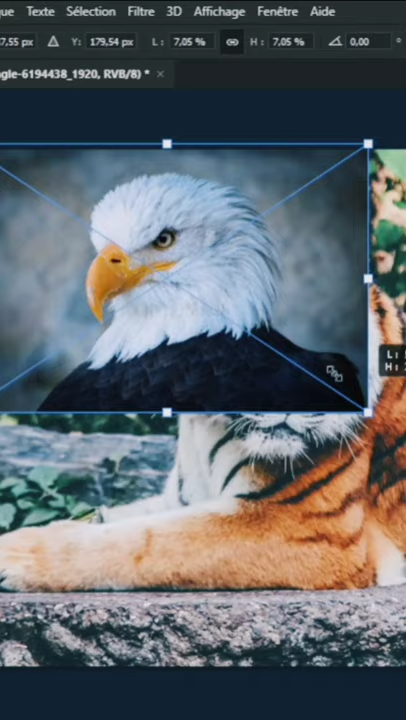 Texte Sélection Filtre 3D Affichage Fenêtre Aide
7,55 px Y: 179,54 px L: 7,05 % H: 7,05 % 0,00 °
gle-6194438_1920, RVB/8) * ×
L:
H: